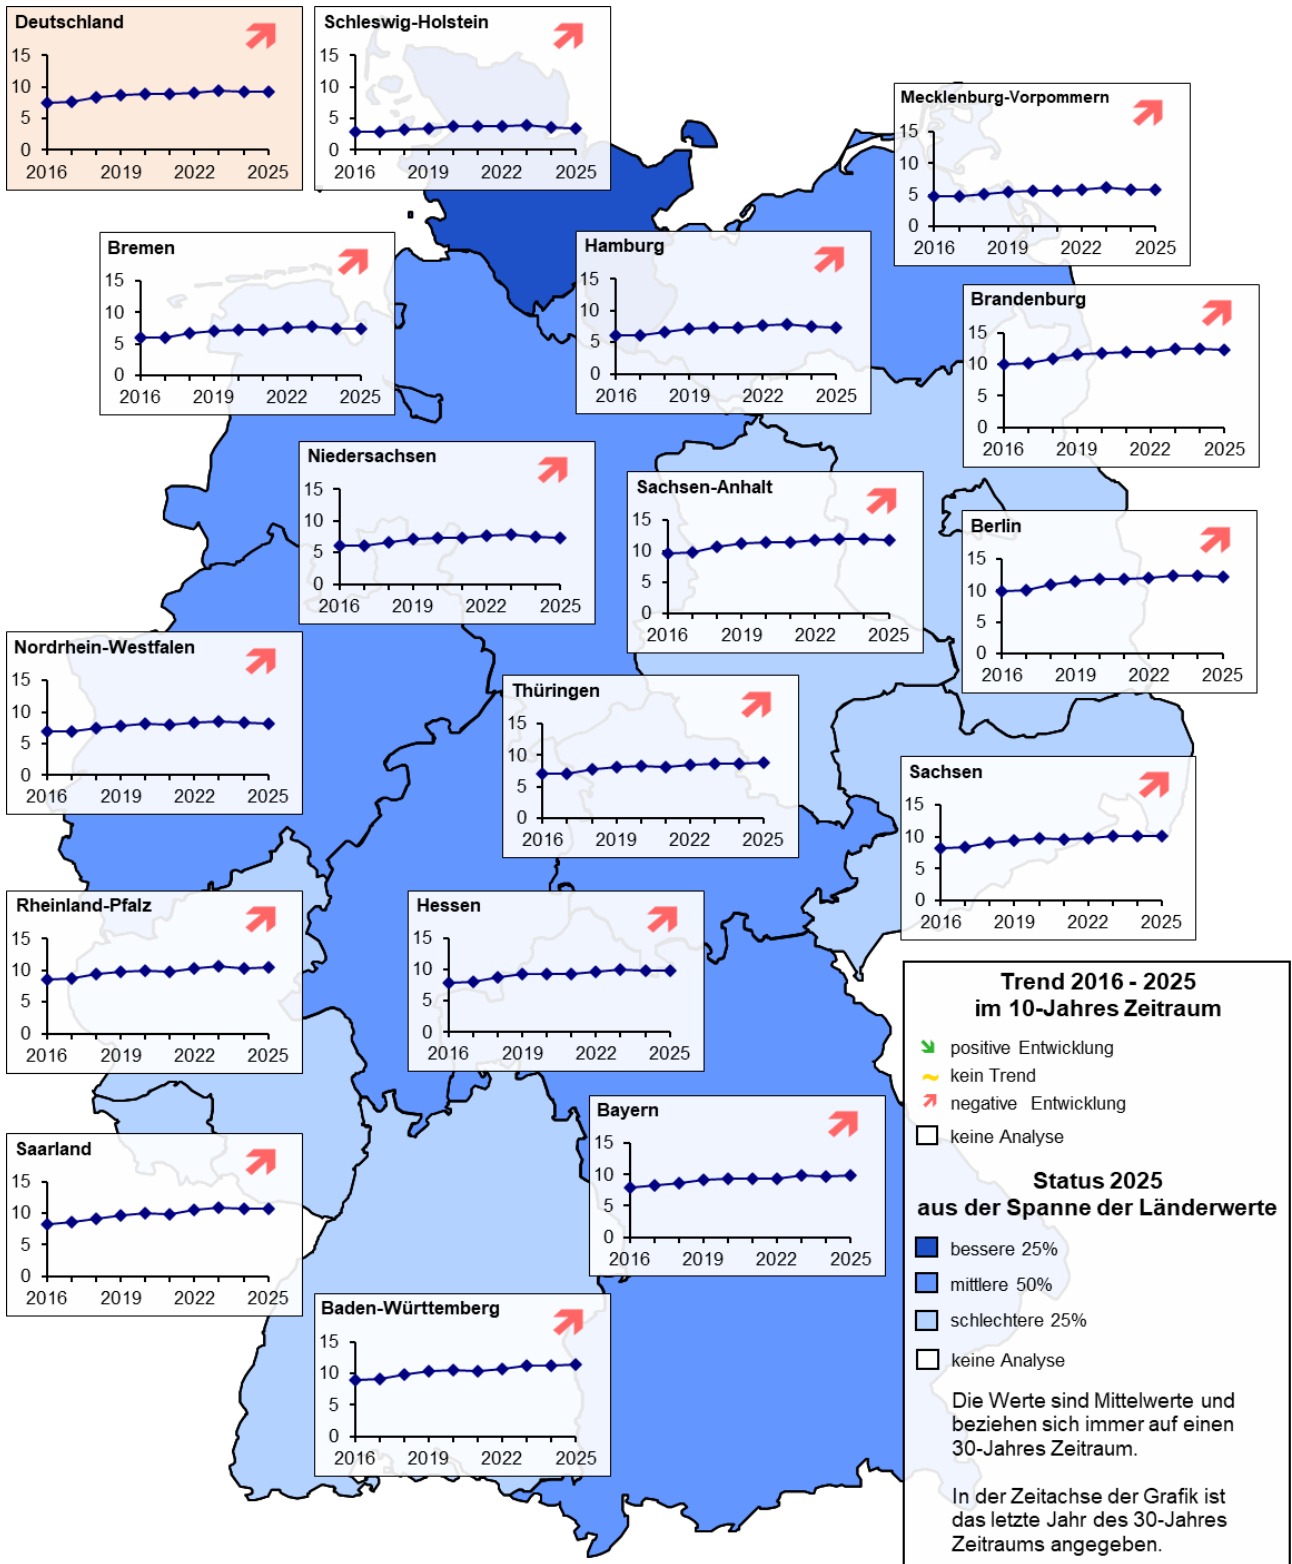 Deutschland
15
10
5
0
2016 2019 2022 2025
Schleswig-Holstein
15
10
5
0
2016 2019 2022 2025
Mecklenburg-Vorpommern
15
10
5
0
2016 2019 2022 2025
Bremen
15
10
5
0
2016 2019 2022 2025
Hamburg
15
10
5
0
2016 2019 2022 2025
Brandenburg
15
10
5
0
2016 2019 2022 2025
Niedersachsen
15
10
5
0
2016 2019 2022 2025
Sachsen-Anhalt
15
10
5
0
2016 2019 2022 2025
Berlin
15
10
5
0
2016 2019 2022 2025
Nordrhein-Westfalen
15
10
5
0
2016 2019 2022 2025
Thüringen
15
10
5
0
2016 2019 2022 2025
Sachsen
15
10
5
0
2016 2019 2022 2025
Rheinland-Pfalz
15
10
5
0
2016 2019 2022 2025
Hessen
15
10
5
0
2016 2019 2022 2025
Bayern
15
10
5
0
2016 2019 2022 2025
Saarland
15
10
5
0
2016 2019 2022 2025
Baden-Württemberg
15
10
5
0
2016 2019 2022 2025
Trend 2016 - 2025
im 10-Jahres Zeitraum
positive Entwicklung
kein Trend
negative Entwicklung
keine Analyse
Status 2025
aus der Spanne der Länderwerte
bessere 25%
mittlere 50%
schlechtere 25%
keine Analyse
Die Werte sind Mittelwerte und
beziehen sich immer auf einen
30-Jahres Zeitraum.
In der Zeitachse der Grafik ist
das letzte Jahr des 30-Jahres
Zeitraums angegeben.